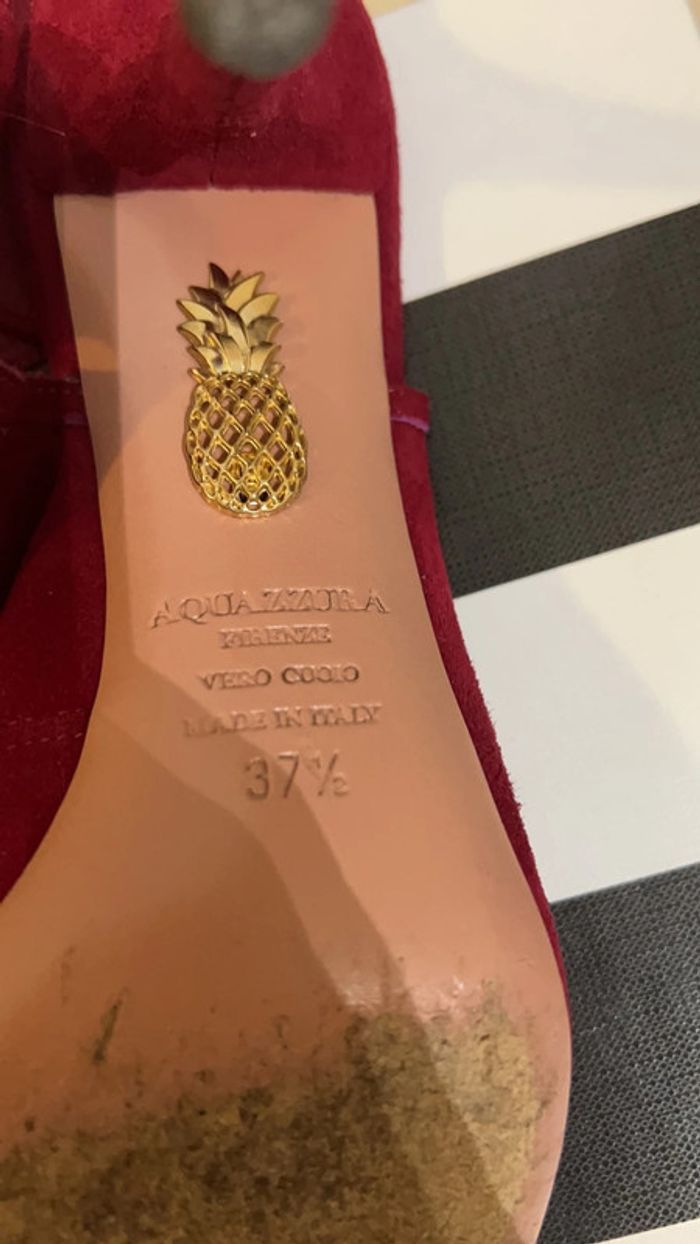 AQUAZZURA
FIRENZE
VERO CUOIO
MADE IN ITALY
37½